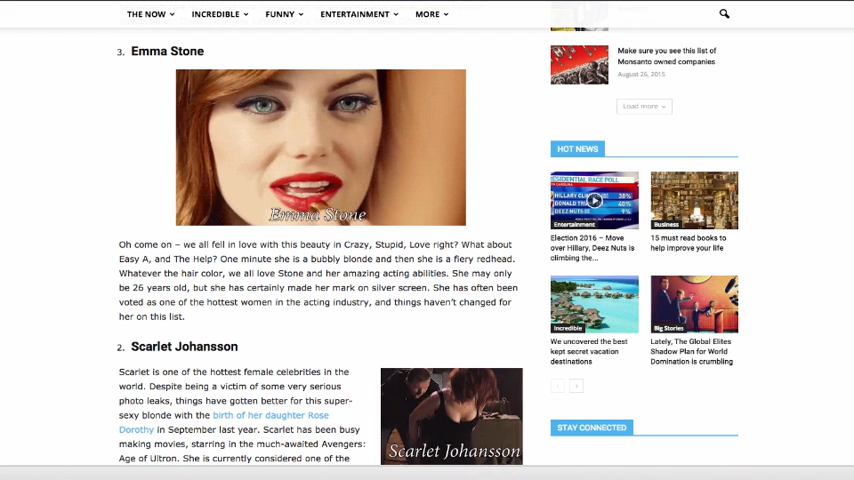 THE NOW
INCREDIBLE
FUNNY
ENTERTAINMENT
MORE
3. Emma Stone
Emma Stone
Oh come on – we all fell in love with this beauty in Crazy, Stupid, Love right? What about
Easy A, and The Help? One minute she is a bubbly blonde and then she is a fiery redhead.
Whatever the hair color, we all love Stone and her amazing acting abilities. She may only
be 26 years old, but she has certainly made her mark on silver screen. She has often been
voted as one of the hottest women in the acting industry, and things haven't changed for
her on this list.
2. Scarlet Johansson
Scarlet is one of the hottest female celebrities in the
world. Despite being a victim of some very serious
photo leaks, things have gotten better for this super-
sexy blonde with the birth of her daughter Rose
Dorothy in September last year. Scarlet has been busy
making movies, starring in the much-awaited Avengers:
Age of Ultron. She is currently considered one of the
Scarlet Johansson
Make sure you see this list of
Monsanto owned companies
August 26, 2015
Load more
HOT NEWS
RESIDENTIAL RACE POLL
HILLARY CLIN 38%
DONALD TR 40%
DEEZ NUTS 9%
Entertainment
Election 2016 – Move
over Hillary, Deez Nuts is
climbing the...
Business
15 must read books to
help improve your life
Incredible
We uncovered the best
kept secret vacation
destinations
Big Stories
Lately, The Global Elites
Shadow Plan for World
Domination is crumbling
STAY CONNECTED